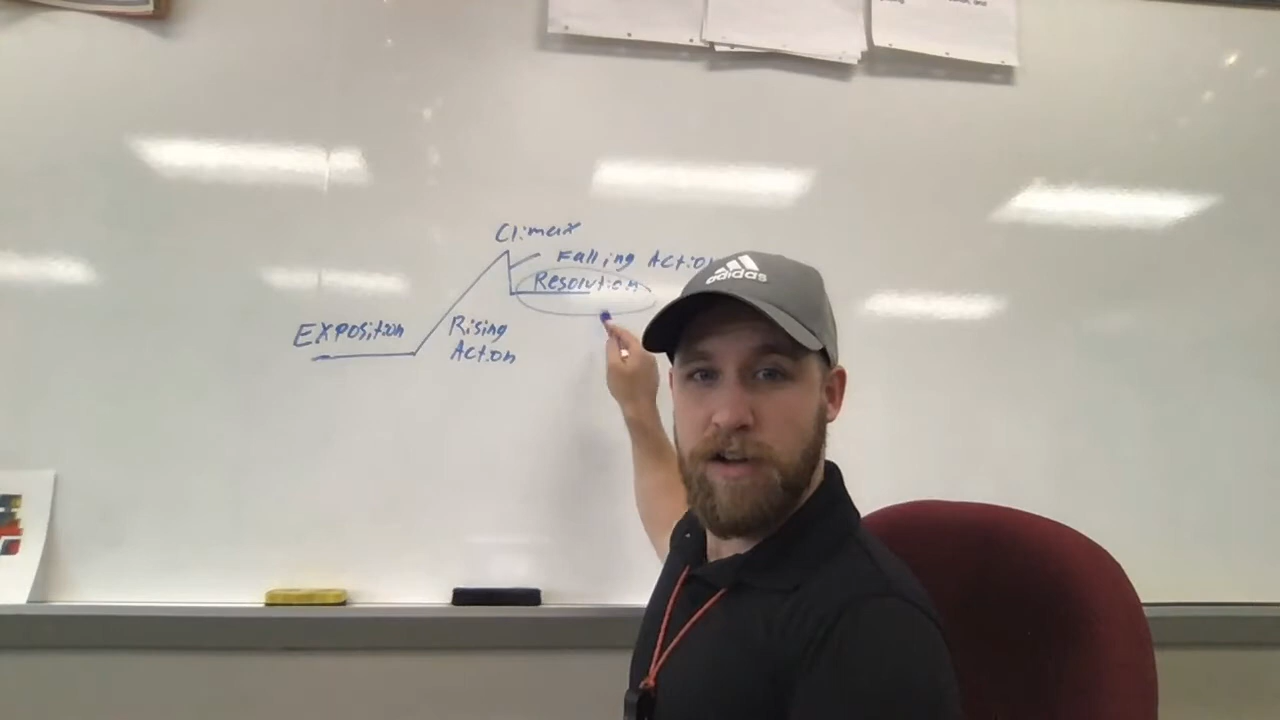 Climax
Falling Action
Resolution
Exposition
Rising
Action
adidas